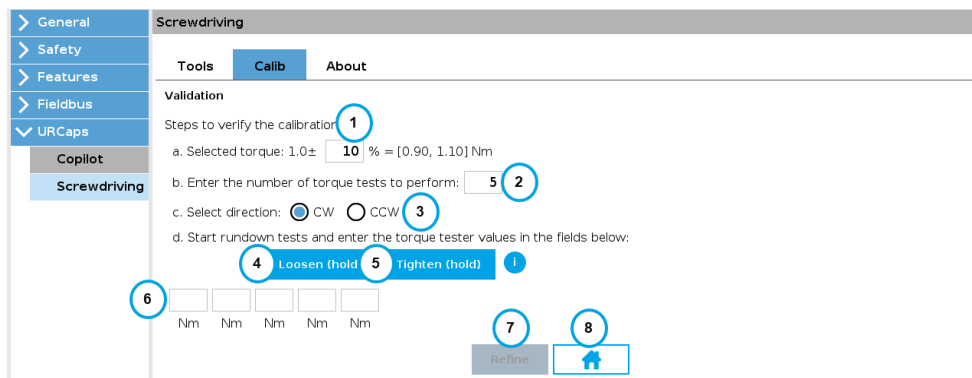 General
Safety
Features
Fieldbus
URCaps
Copilot
Screwdriving
Screwdriving
Tools Calib About
Validation
Steps to verify the calibration 1
a. Selected torque: 1.0± 10 % = [0.90, 1.10] Nm
b. Enter the number of torque tests to perform: 5 2
c. Select direction: CW CCW 3
d. Start rundown tests and enter the torque tester values in the fields below:
4 Loosen (hold 5 Tighten (hold) i
6
Nm Nm Nm Nm Nm
7 8
Refine